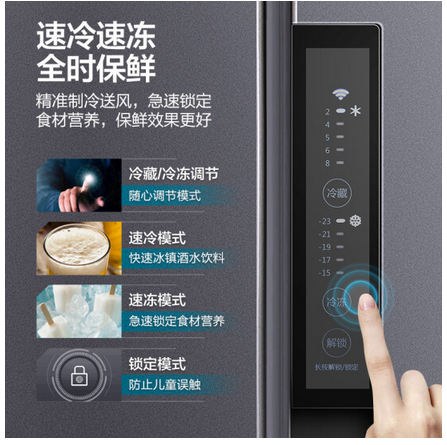 速冷速冻
全时保鲜
精准制冷送风，急速锁定
食材营养，保鲜效果更好
冷藏/冷冻调节
随心调节模式
速冷模式
快速冰镇酒水饮料
速冻模式
急速锁定食材营养
锁定模式
防止儿童误触
2
4
5
6
8
冷藏
-23
-21
-19
-17
-15
冷冻
解锁
长按解锁/锁定